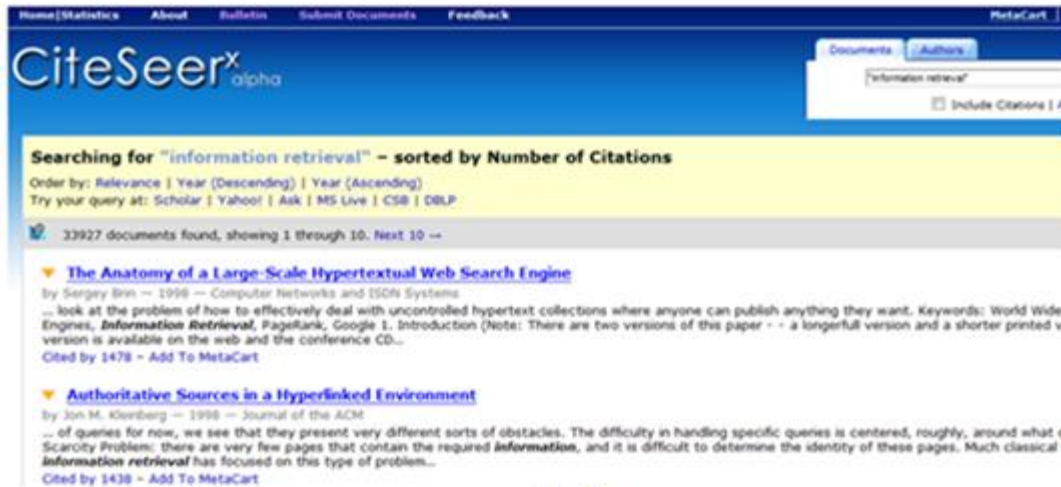 Home|Statistics About Bulletin Submit Documents Feedback MetaCart
CiteSeerx alpha
Documents Authors
"information retrieval"
Include Citations |
Searching for "information retrieval" – sorted by Number of Citations
Order by: Relevance | Year (Descending) | Year (Ascending)
Try your query at: Scholar | Yahoo! | Ask | MS Live | CSB | DBLP
33927 documents found, showing 1 through 10. Next 10 →
The Anatomy of a Large-Scale Hypertextual Web Search Engine
by Sergey Brin — 1998 — Computer Networks and ISDN Systems
... look at the problem of how to effectively deal with uncontrolled hypertext collections where anyone can publish anything they want. Keywords: World Wide
Engines, Information Retrieval, PageRank, Google 1. Introduction (Note: There are two versions of this paper - - a longerfull version and a shorter printed
version is available on the web and the conference CD...
Cited by 1478 – Add To MetaCart
Authoritative Sources in a Hyperlinked Environment
by Jon M. Kleinberg — 1998 — Journal of the ACM
... of queries for now, we see that they present very different sorts of obstacles. The difficulty in handling specific queries is centered, roughly, around what
Scarcity Problem: there are very few pages that contain the required information, and it is difficult to determine the identity of these pages. Much classical
information retrieval has focused on this type of problem...
Cited by 1438 – Add To MetaCart